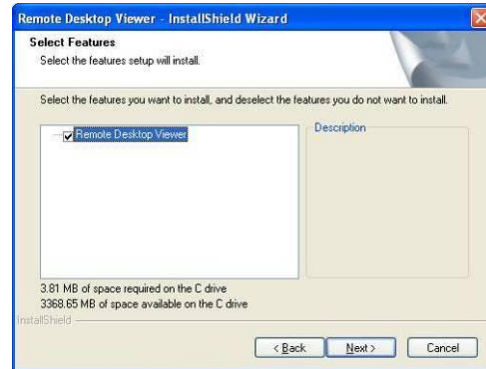 Remote Desktop Viewer - InstallShield Wizard
Select Features
Select the features setup will install.
Select the features you want to install, and deselect the features you do not want to install.
Remote Desktop Viewer
Description
3.81 MB of space required on the C drive
3368.65 MB of space available on the C drive
InstallShield
< Back
Next >
Cancel